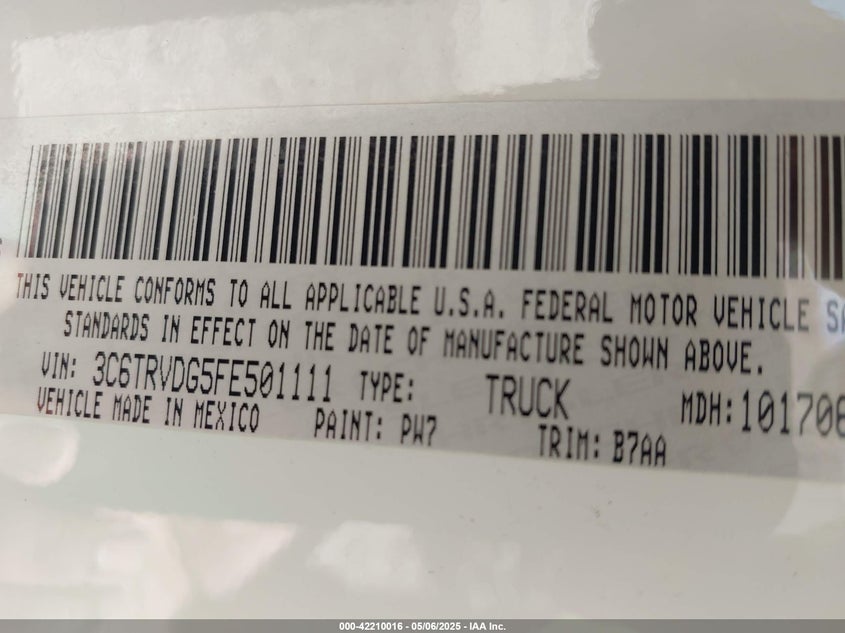 THIS VEHICLE CONFORMS TO ALL APPLICABLE U.S.A. FEDERAL MOTOR VEHICLE SA
STANDARDS IN EFFECT ON THE DATE OF MANUFACTURE SHOWN ABOVE.
VIN: 3C6TRVDG5FE501111 TYPE: TRUCK MDH: 101706
VEHICLE MADE IN MEXICO PAINT: PW7 TRIM: B7AA
000-42210016 - 05/06/2025 - IAA Inc.